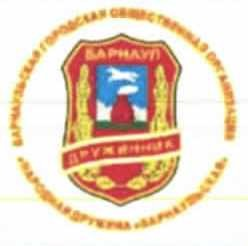 БАРНАУЛЬСКАЯ ГОРОДСКАЯ ОБЩЕСТВЕННАЯ ОРГАНИЗАЦИЯ
БАРНАУЛ
ДРУЖИННИК
«НАРОДНАЯ ДРУЖИНА «БАРНАУЛЬСКАЯ»